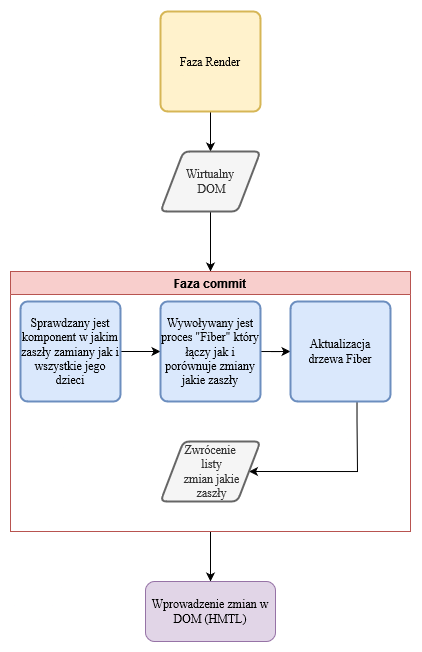 Faza Render
Wirtualny
DOM
Faza commit
Sprawdzany jest
komponent w jakim
zaszły zamiany jak i
wszystkie jego
dzieci
Wywoływany jest
proces "Fiber" który
łączy jak i
porównuje zmiany
jakie zaszły
Aktualizacja
drzewa Fiber
Zwrócenie
listy
zmian jakie
zaszły
Wprowadzenie zmian w
DOM (HMTL)